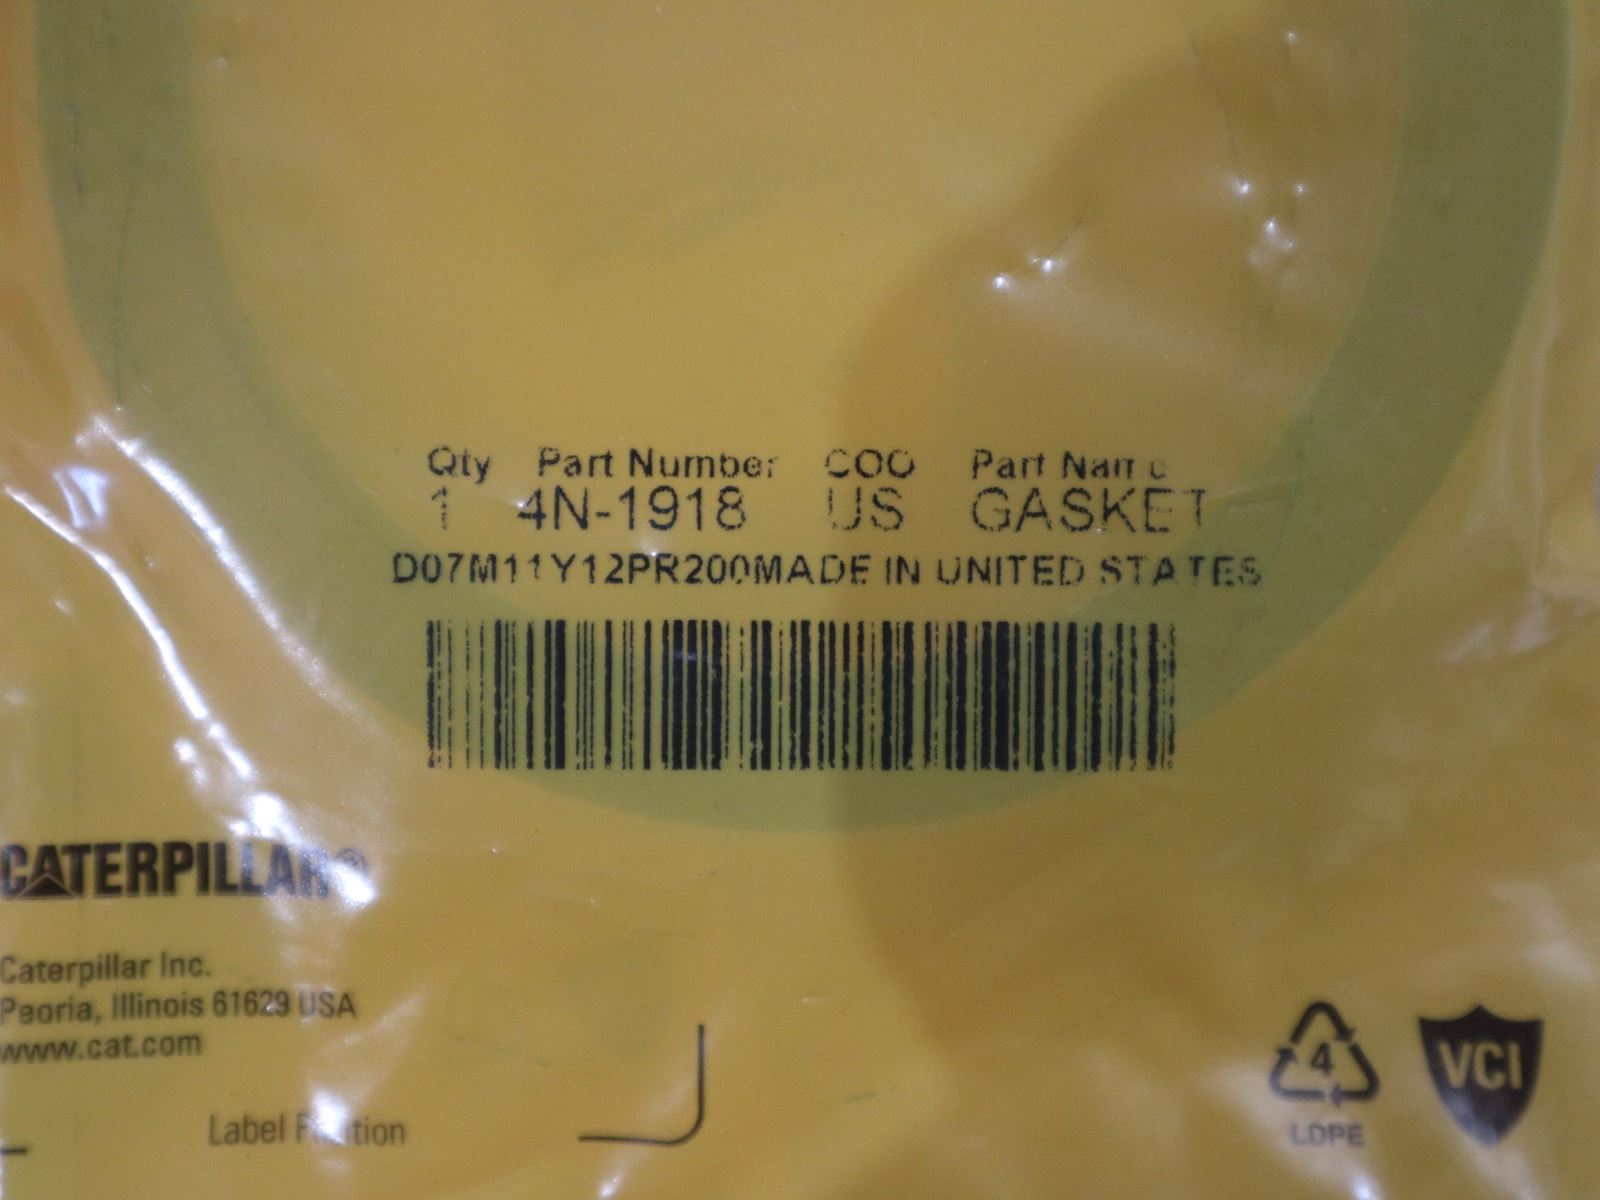 Qty Part Number COO Part Name
1 4N-1918 US GASKET
D07M11Y12PR200MADE IN UNITED STATES
CATERPILLAR®
Caterpillar Inc.
Peoria, Illinois 61629 USA
www.cat.com
Label
4
LDPE
VCI